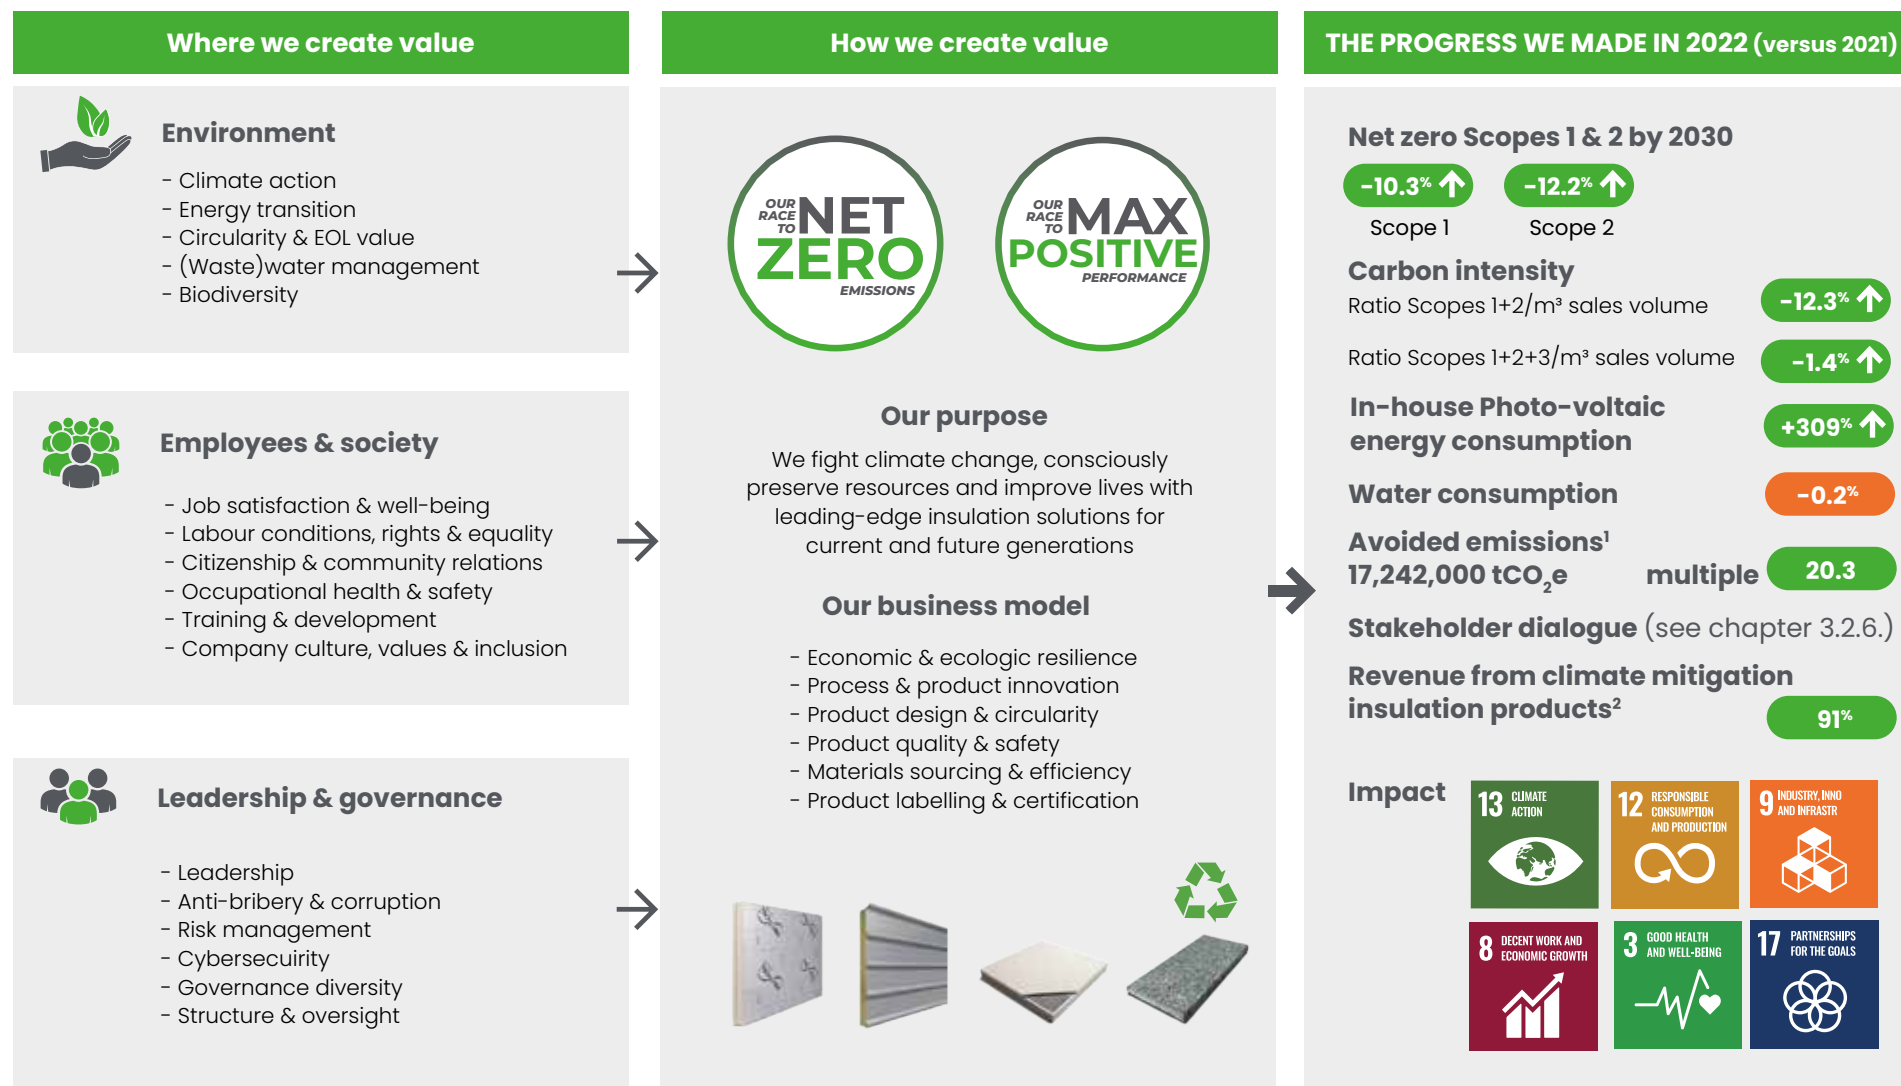 Where we create value
Environment
- Climate action
- Energy transition
- Circularity & EOL value
- (Waste)water management
- Biodiversity
Employees & society
- Job satisfaction & well-being
- Labour conditions, rights & equality
- Citizenship & community relations
- Occupational health & safety
- Training & development
- Company culture, values & inclusion
Leadership & governance
- Leadership
- Anti-bribery & corruption
- Risk management
- Cybersecuirity
- Governance diversity
- Structure & oversight
How we create value
OUR
RACE
TO NET
ZERO
EMISSIONS
OUR
RACE
TO MAX
POSITIVE
PERFORMANCE
Our purpose
We fight climate change, consciously
preserve resources and improve lives with
leading-edge insulation solutions for
current and future generations
Our business model
- Economic & ecologic resilience
- Process & product innovation
- Product design & circularity
- Product quality & safety
- Materials sourcing & efficiency
- Product labelling & certification
THE PROGRESS WE MADE IN 2022 (versus 2021)
Net zero Scopes 1 & 2 by 2030
-10.3% -12.2%
Scope 1 Scope 2
Carbon intensity
Ratio Scopes 1+2/m³ sales volume -12.3%
Ratio Scopes 1+2+3/m³ sales volume -1.4%
In-house Photo-voltaic
energy consumption +309%
Water consumption -0.2%
Avoided emissions¹
17,242,000 tCO₂e multiple 20.3
Stakeholder dialogue (see chapter 3.2.6.)
Revenue from climate mitigation
insulation products² 91%
Impact
13 CLIMATE
ACTION
12 RESPONSIBLE
CONSUMPTION
AND PRODUCTION
9 INDUSTRY, INNO
AND INFRASTR
8 DECENT WORK AND
ECONOMIC GROWTH
3 GOOD HEALTH
AND WELL-BEING
17 PARTNERSHIPS
FOR THE GOALS